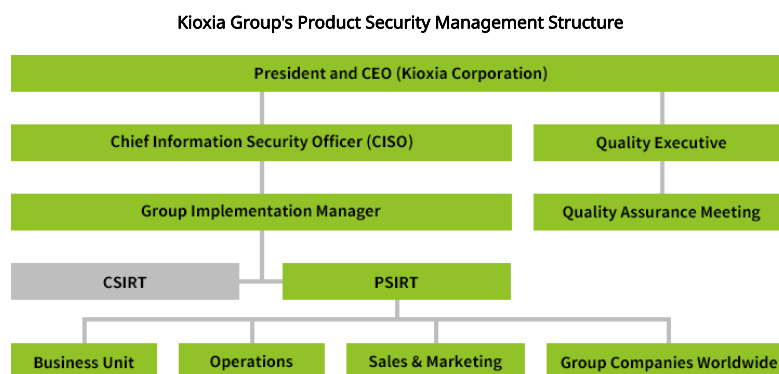 Kioxia Group's Product Security Management Structure
President and CEO (Kioxia Corporation)
Chief Information Security Officer (CISO)
Quality Executive
Group Implementation Manager
Quality Assurance Meeting
CSIRT
PSIRT
Business Unit
Operations
Sales & Marketing
Group Companies Worldwide